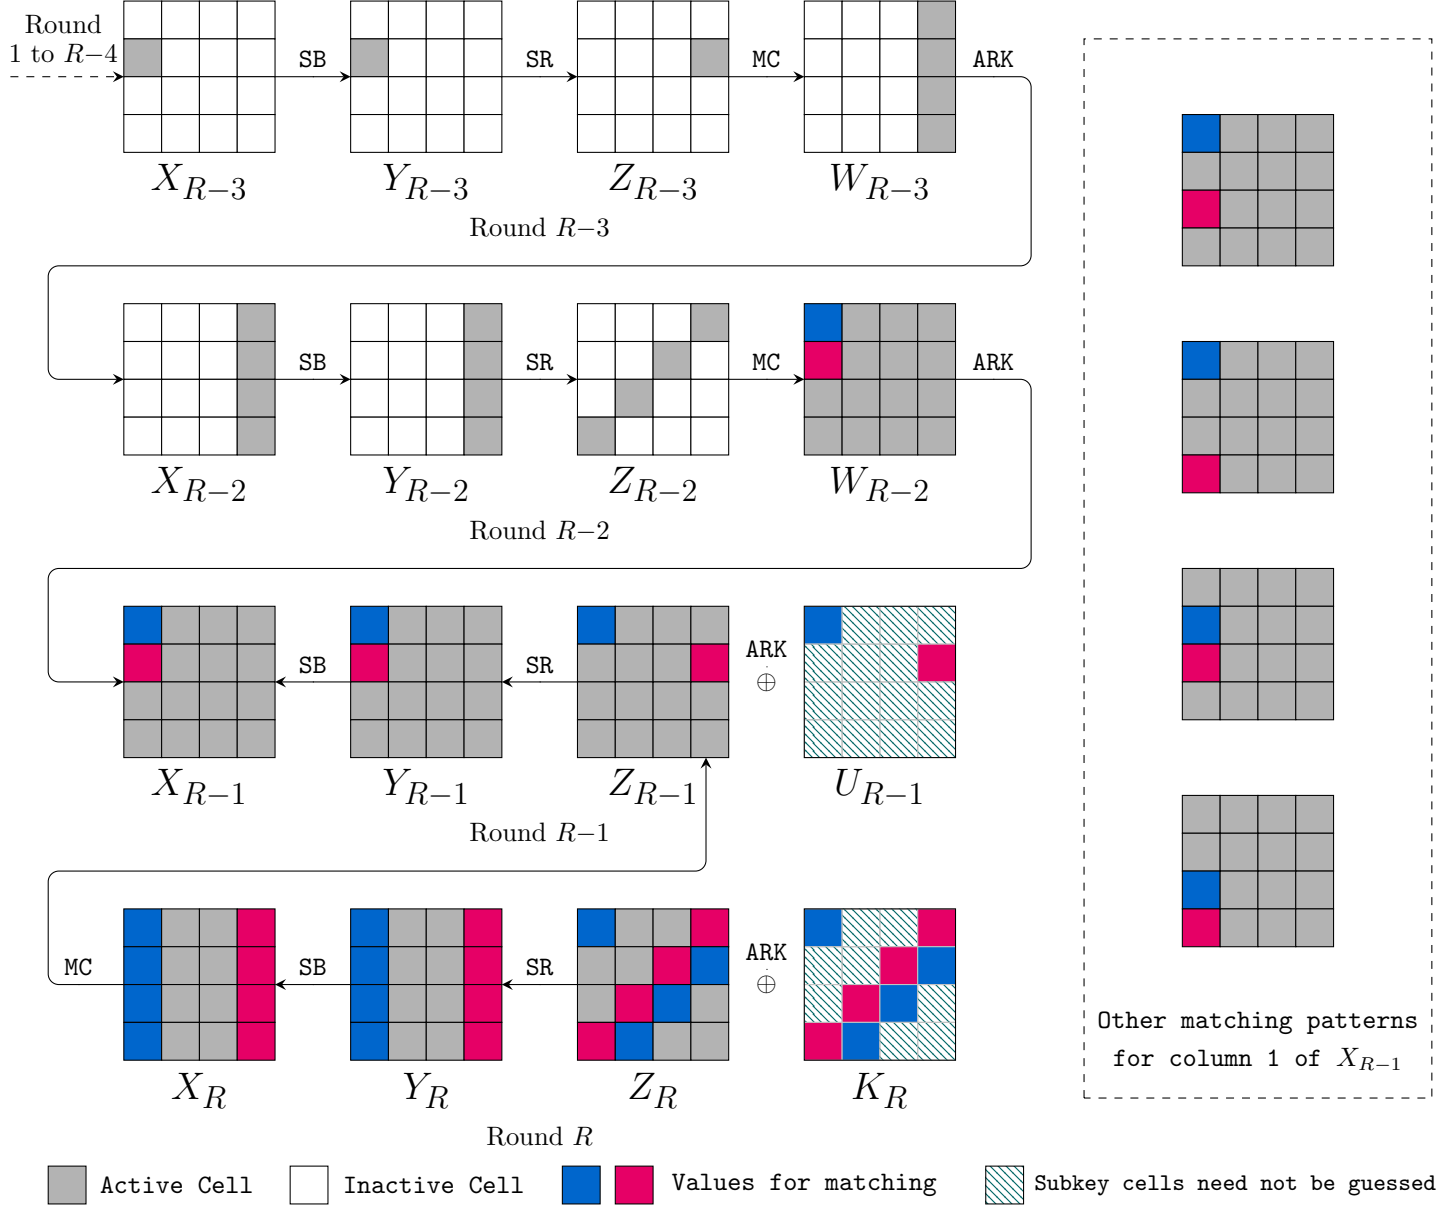 Round
1 to R−4
SB
SR
MC
ARK
X_{R−3}
Y_{R−3}
Z_{R−3}
W_{R−3}
Round R−3
SB
SR
MC
ARK
X_{R−2}
Y_{R−2}
Z_{R−2}
W_{R−2}
Round R−2
SB
SR
ARK
⊕
X_{R−1}
Y_{R−1}
Z_{R−1}
U_{R−1}
Round R−1
MC
SB
SR
ARK
⊕
X_R
Y_R
Z_R
K_R
Round R
Other matching patterns
for column 1 of X_{R−1}
Active Cell
Inactive Cell
Values for matching
Subkey cells need not be guessed